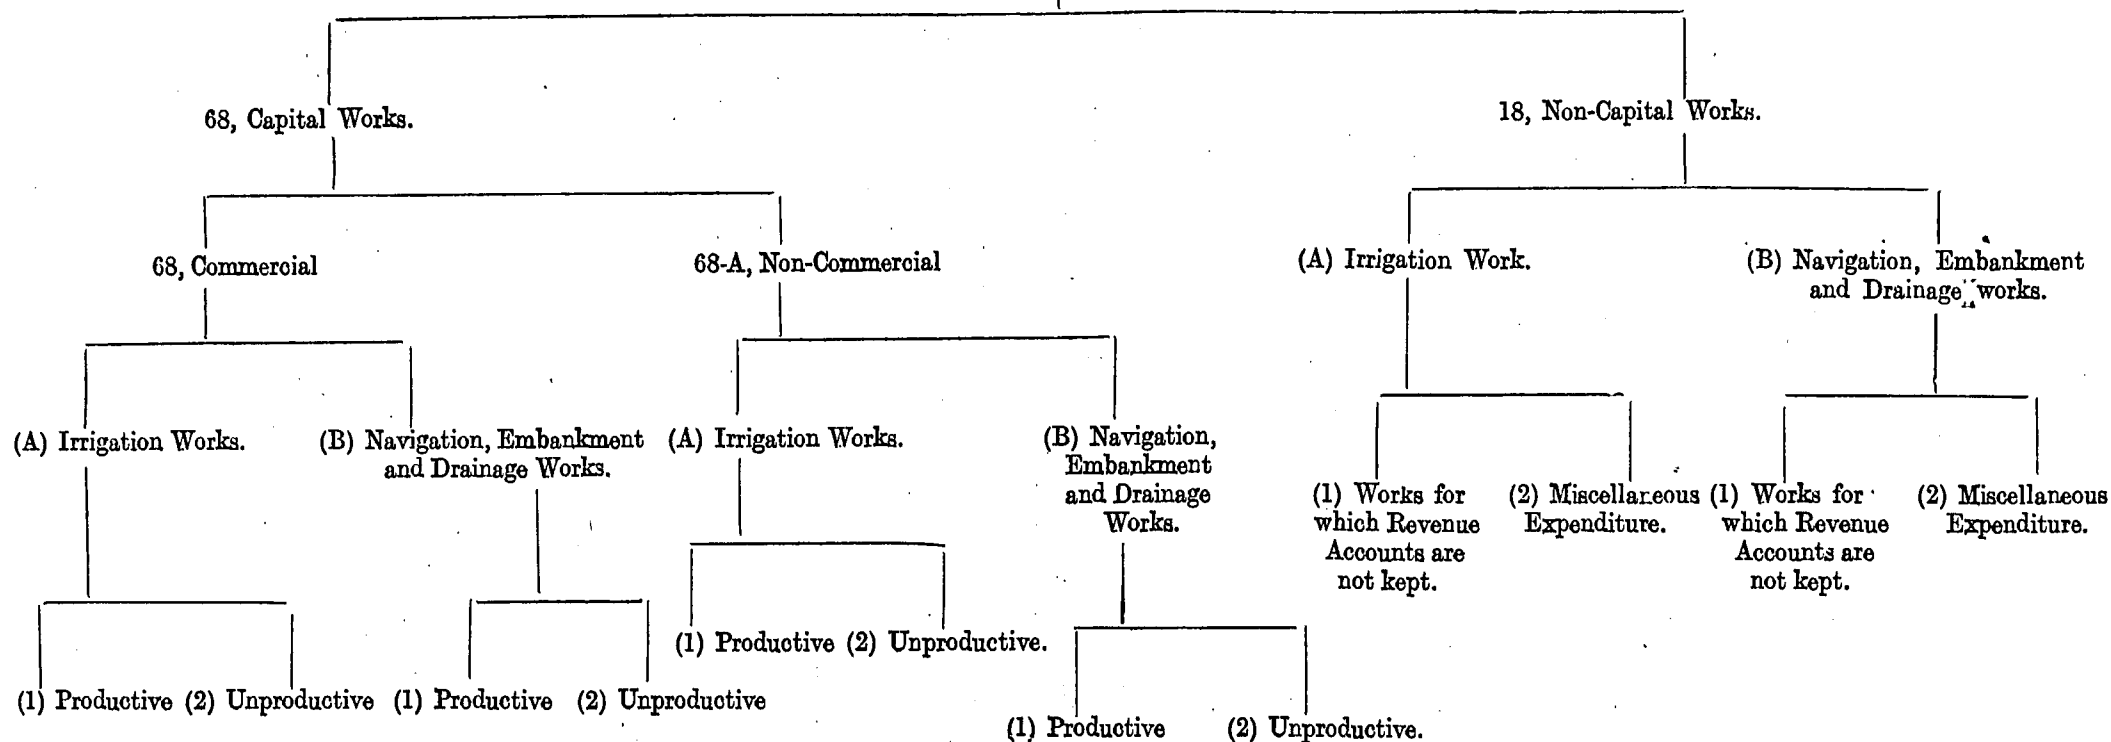 68, Capital Works.
18, Non-Capital Works.
68, Commercial
68-A, Non-Commercial
(A) Irrigation Work.
(B) Navigation, Embankment
and Drainage works.
(A) Irrigation Works.
(B) Navigation, Embankment
and Drainage Works.
(A) Irrigation Works.
(B) Navigation,
Embankment
and Drainage
Works.
(1) Works for
which Revenue
Accounts are
not kept.
(2) Miscellaneous
Expenditure.
(1) Works for
which Revenue
Accounts are
not kept.
(2) Miscellaneous
Expenditure.
(1) Productive (2) Unproductive
(1) Productive (2) Unproductive
(1) Productive (2) Unproductive.
(1) Productive (2) Unproductive.